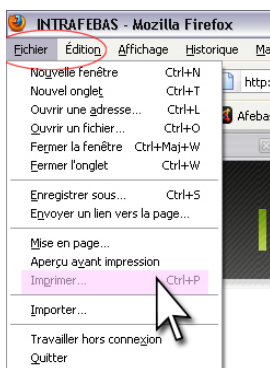 INTRAFEBAS - Mozilla Firefox
Fichier Édition Affichage Historique
Nouvelle fenêtre Ctrl+N
Nouvel onglet Ctrl+T
Ouvrir une adresse... Ctrl+L
Ouvrir un fichier... Ctrl+O
Fermer la fenêtre Ctrl+Maj+W
Fermer l'onglet Ctrl+W
http:
Afeba
Enregistrer sous... Ctrl+S
Envoyer un lien vers la page...
Mise en page...
Aperçu avant impression
Imprimer... Ctrl+P
Importer...
Travailler hors connexion
Quitter